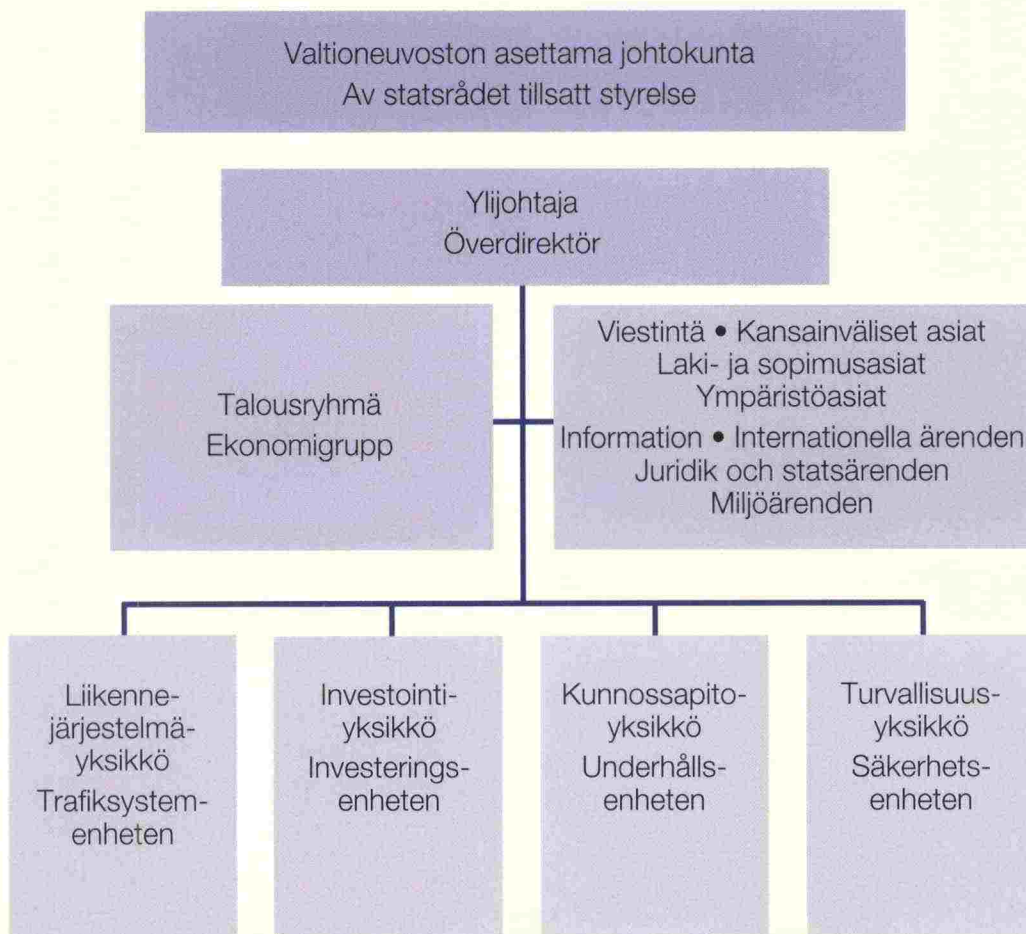 Valtioneuvoston asettama johtokunta
Av statsrådet tillsatt styrelse
Ylijohtaja
Överdirektör
Talousryhmä
Ekonomigrupp
Viestintä • Kansainväliset asiat
Laki- ja sopimusasiat
Ympäristöasiat
Information • Internationella ärenden
Juridik och statsärenden
Miljöärenden
Liikenne-
järjestelmä-
yksikkö
Trafiksystem-
enheten
Investointi-
yksikkö
Investerings-
enheten
Kunnossapito-
yksikkö
Underhålls-
enheten
Turvallisuus-
yksikkö
Säkerhets-
enheten